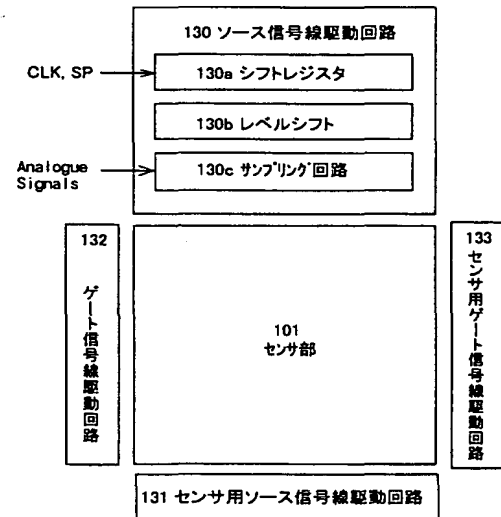 130 ソース信号線駆動回路
CLK, SP
130a シフトレジスタ
130b レベルシフト
Analogue
Signals
130c サンプリング回路
132
ゲート信号線駆動回路
101
センサ部
133
センサ用ゲート信号線駆動回路
131 センサ用ソース信号線駆動回路